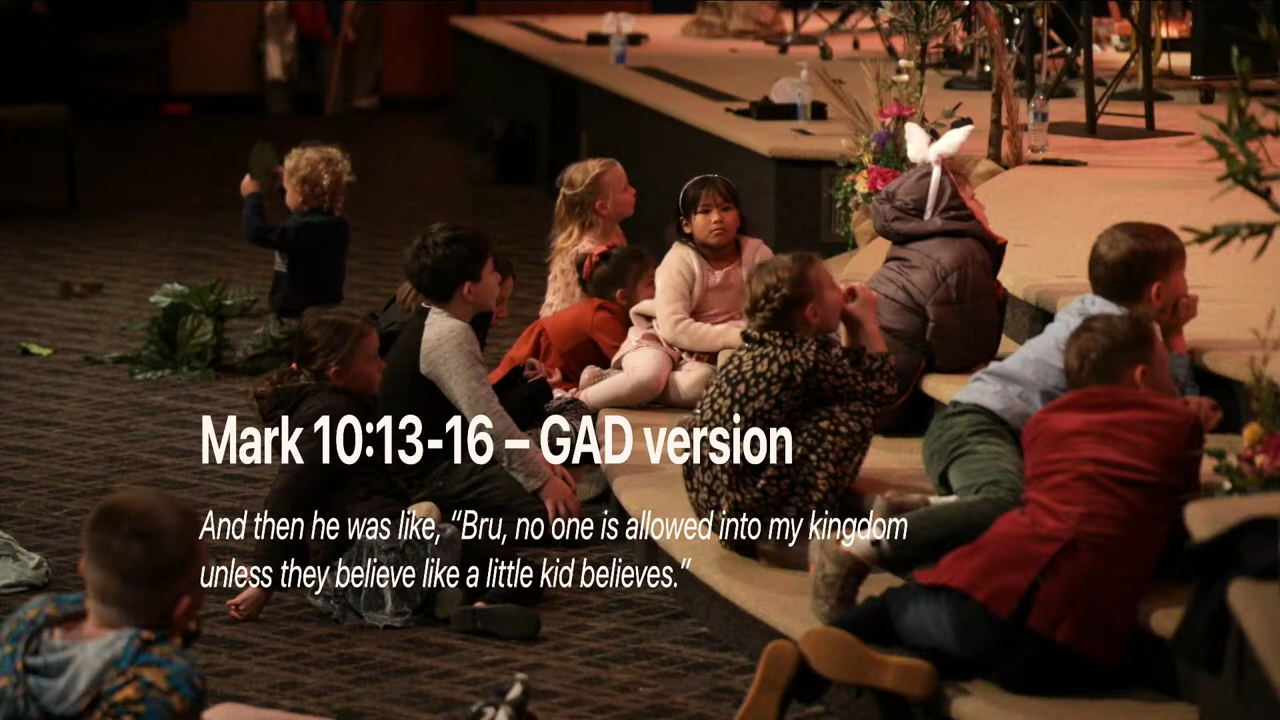 Mark 10:13-16 – GAD version
And then he was like, “Bru, no one is allowed into my kingdom
unless they believe like a little kid believes.”